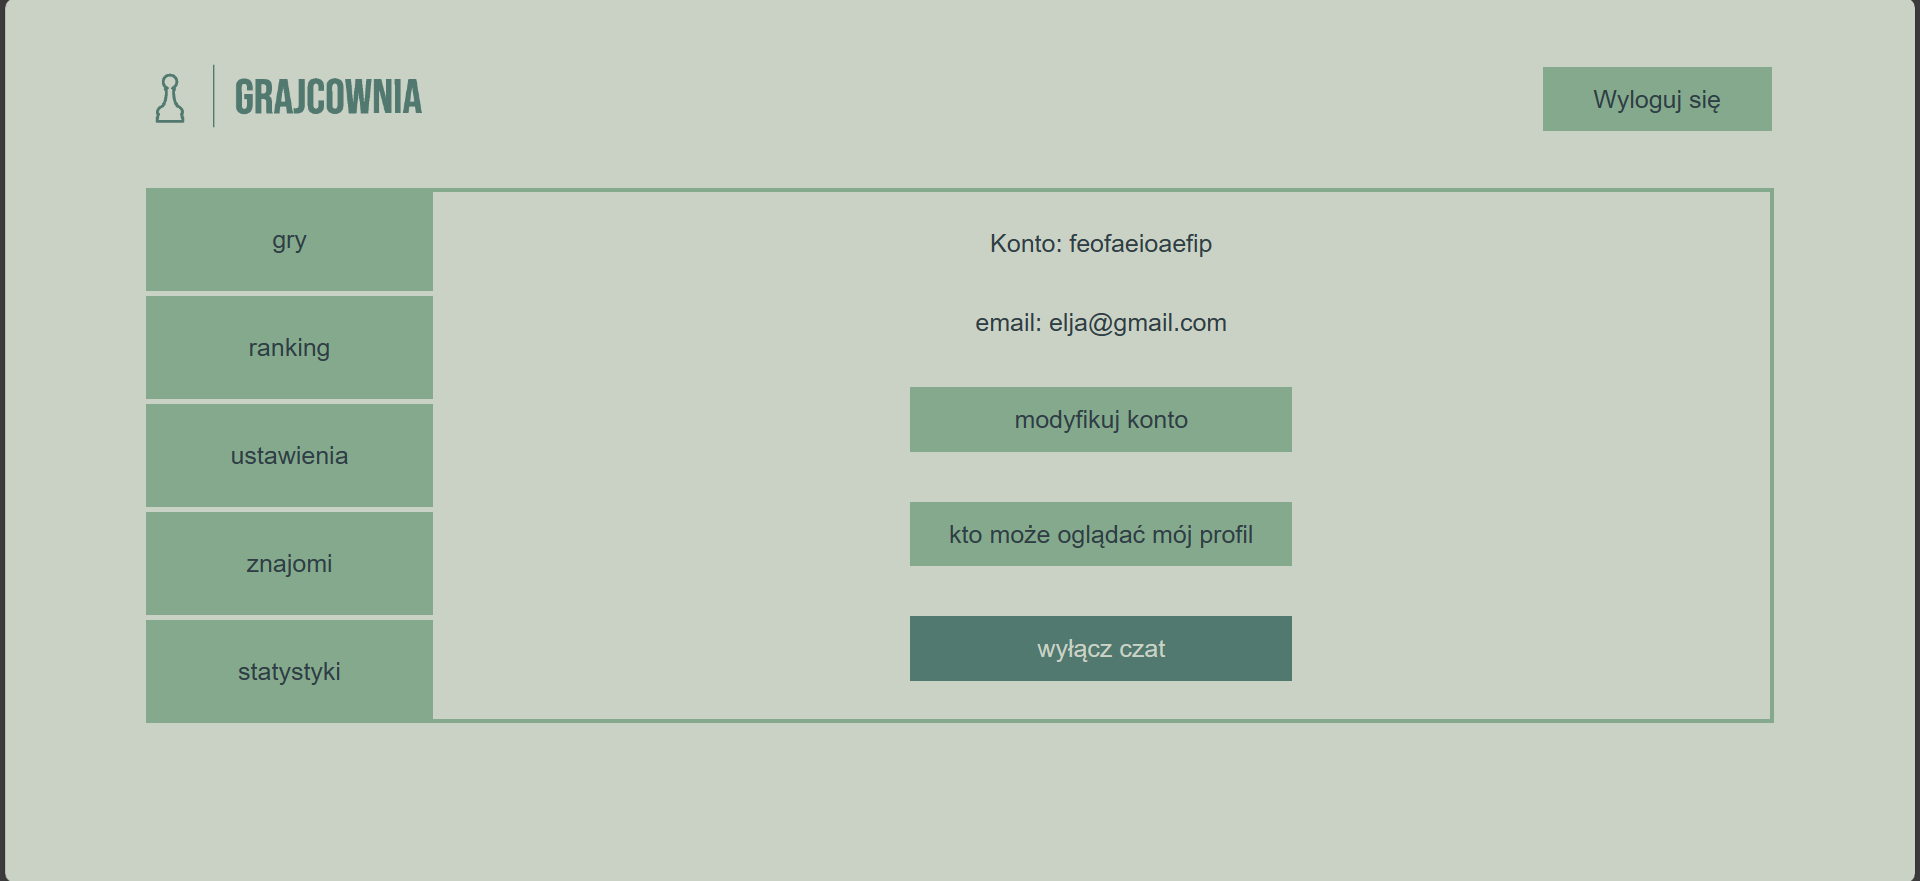 GRAJCOWNIA
Wyloguj się
gry
ranking
ustawienia
znajomi
statystyki
Konto: feofaeioaefip
email: elja@gmail.com
modyfikuj konto
kto może oglądać mój profil
wyłącz czat